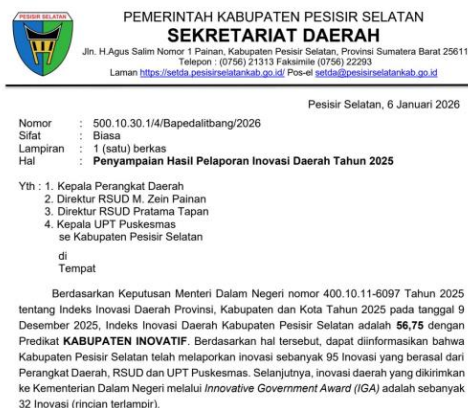 PESISIR SELATAN
PEMERINTAH KABUPATEN PESISIR SELATAN
SEKRETARIAT DAERAH
Jln. H.Agus Salim Nomor 1 Painan, Kabupaten Pesisir Selatan, Provinsi Sumatera Barat 25611
Telepon : (0756) 21313 Faksimile (0756) 22293
Laman https://setda.pesisirselatankab.go.id/ Pos-el setda@pesisirselatankab.go.id
Pesisir Selatan, 6 Januari 2026
Nomor : 500.10.30.1/4/Bapedalitbang/2026
Sifat : Biasa
Lampiran : 1 (satu) berkas
Hal : Penyampaian Hasil Pelaporan Inovasi Daerah Tahun 2025
Yth : 1. Kepala Perangkat Daerah
2. Direktur RSUD M. Zein Painan
3. Direktur RSUD Pratama Tapan
4. Kepala UPT Puskesmas
se Kabupaten Pesisir Selatan
di
Tempat
Berdasarkan Keputusan Menteri Dalam Negeri nomor 400.10.11-6097 Tahun 2025
tentang Indeks Inovasi Daerah Provinsi, Kabupaten dan Kota Tahun 2025 pada tanggal 9
Desember 2025, Indeks Inovasi Daerah Kabupaten Pesisir Selatan adalah 56,75 dengan
Predikat KABUPATEN INOVATIF. Berdasarkan hal tersebut, dapat diinformasikan bahwa
Kabupaten Pesisir Selatan telah melaporkan inovasi sebanyak 95 Inovasi yang berasal dari
Perangkat Daerah, RSUD dan UPT Puskesmas. Selanjutnya, inovasi daerah yang dikirimkan
ke Kementerian Dalam Negeri melalui Innovative Government Award (IGA) adalah sebanyak
32 Inovasi (rincian terlampir).